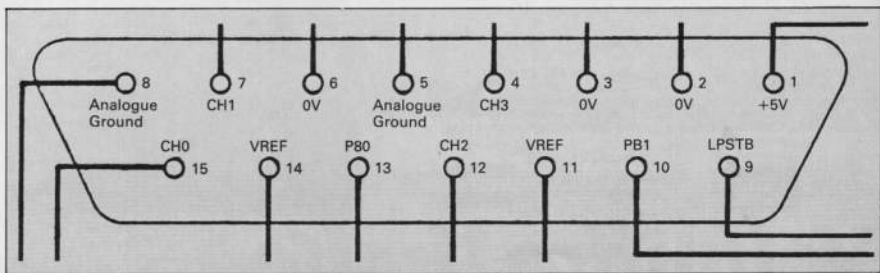 8 7 6 5 4 3 2 1
Analogue Ground CH1 0V Analogue Ground CH3 0V 0V +5V
CH0 VREF P80 CH2 VREF PB1 LPSTB
15 14 13 12 11 10 9